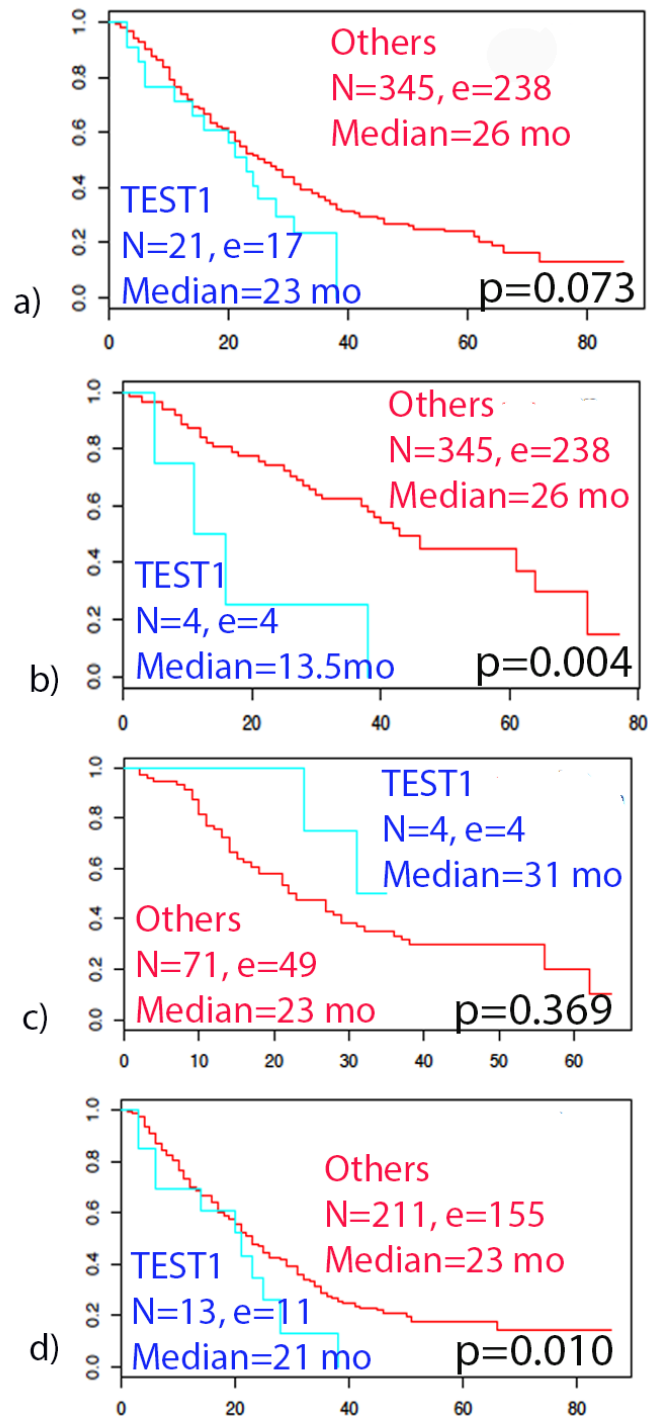 1.0
0.8
0.6
0.4
0.2
0.0
Others
N=345, e=238
Median=26 mo
TEST1
N=21, e=17
Median=23 mo
p=0.073
a)
0 20 40 60 80
1.0
0.8
0.6
0.4
0.2
0.0
Others
N=345, e=238
Median=26 mo
TEST1
N=4, e=4
Median=13.5mo
p=0.004
b)
0 20 40 60 80
1.0
0.8
0.6
0.4
0.2
0.0
TEST1
N=4, e=4
Median=31 mo
Others
N=71, e=49
Median=23 mo
p=0.369
c)
0 10 20 30 40 50 60
1.0
0.8
0.6
0.4
0.2
0.0
Others
N=211, e=155
Median=23 mo
TEST1
N=13, e=11
Median=21 mo
p=0.010
d)
0 20 40 60 80